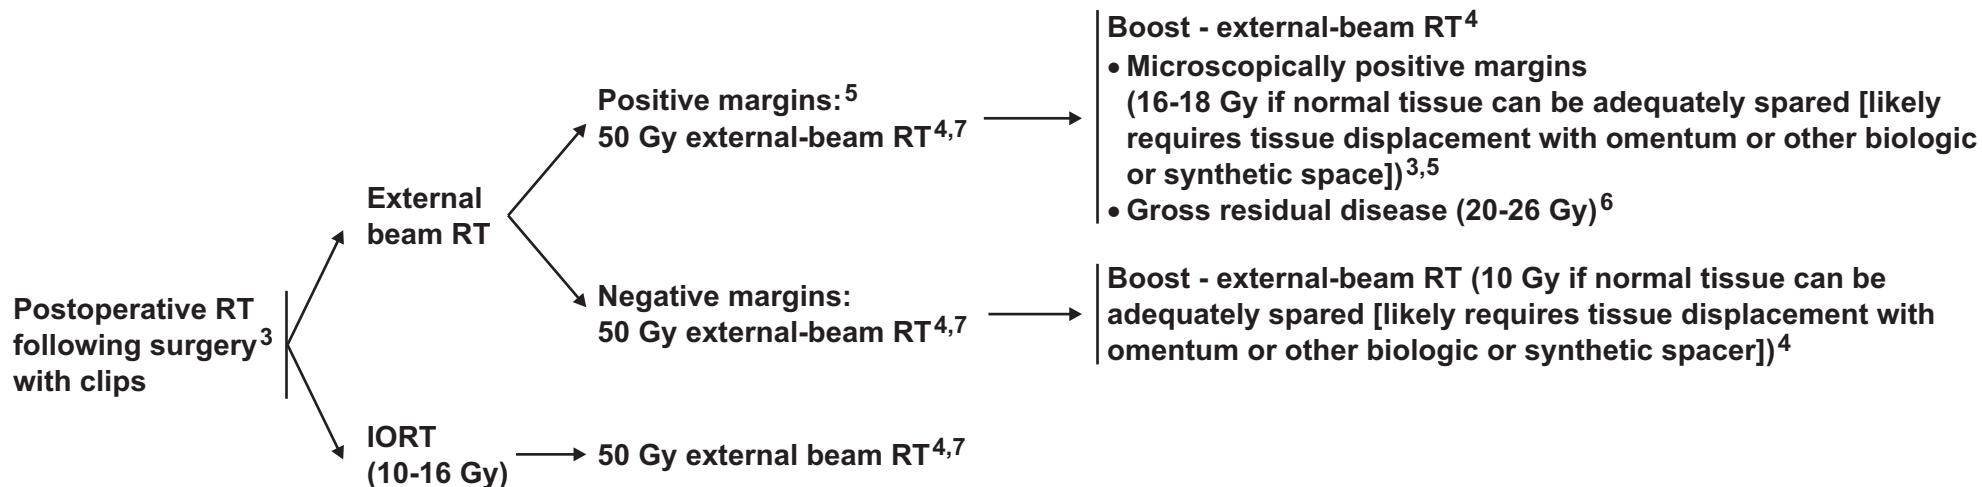 Postoperative RT
following surgery3
with clips
External
beam RT
Positive margins:5
50 Gy external-beam RT4,7
Boost - external-beam RT4
• Microscopically positive margins
(16-18 Gy if normal tissue can be adequately spared [likely
requires tissue displacement with omentum or other biologic
or synthetic space])3,5
• Gross residual disease (20-26 Gy)6
Negative margins:
50 Gy external-beam RT4,7
Boost - external-beam RT (10 Gy if normal tissue can be
adequately spared [likely requires tissue displacement with
omentum or other biologic or synthetic spacer])4
IORT
(10-16 Gy)
50 Gy external beam RT4,7